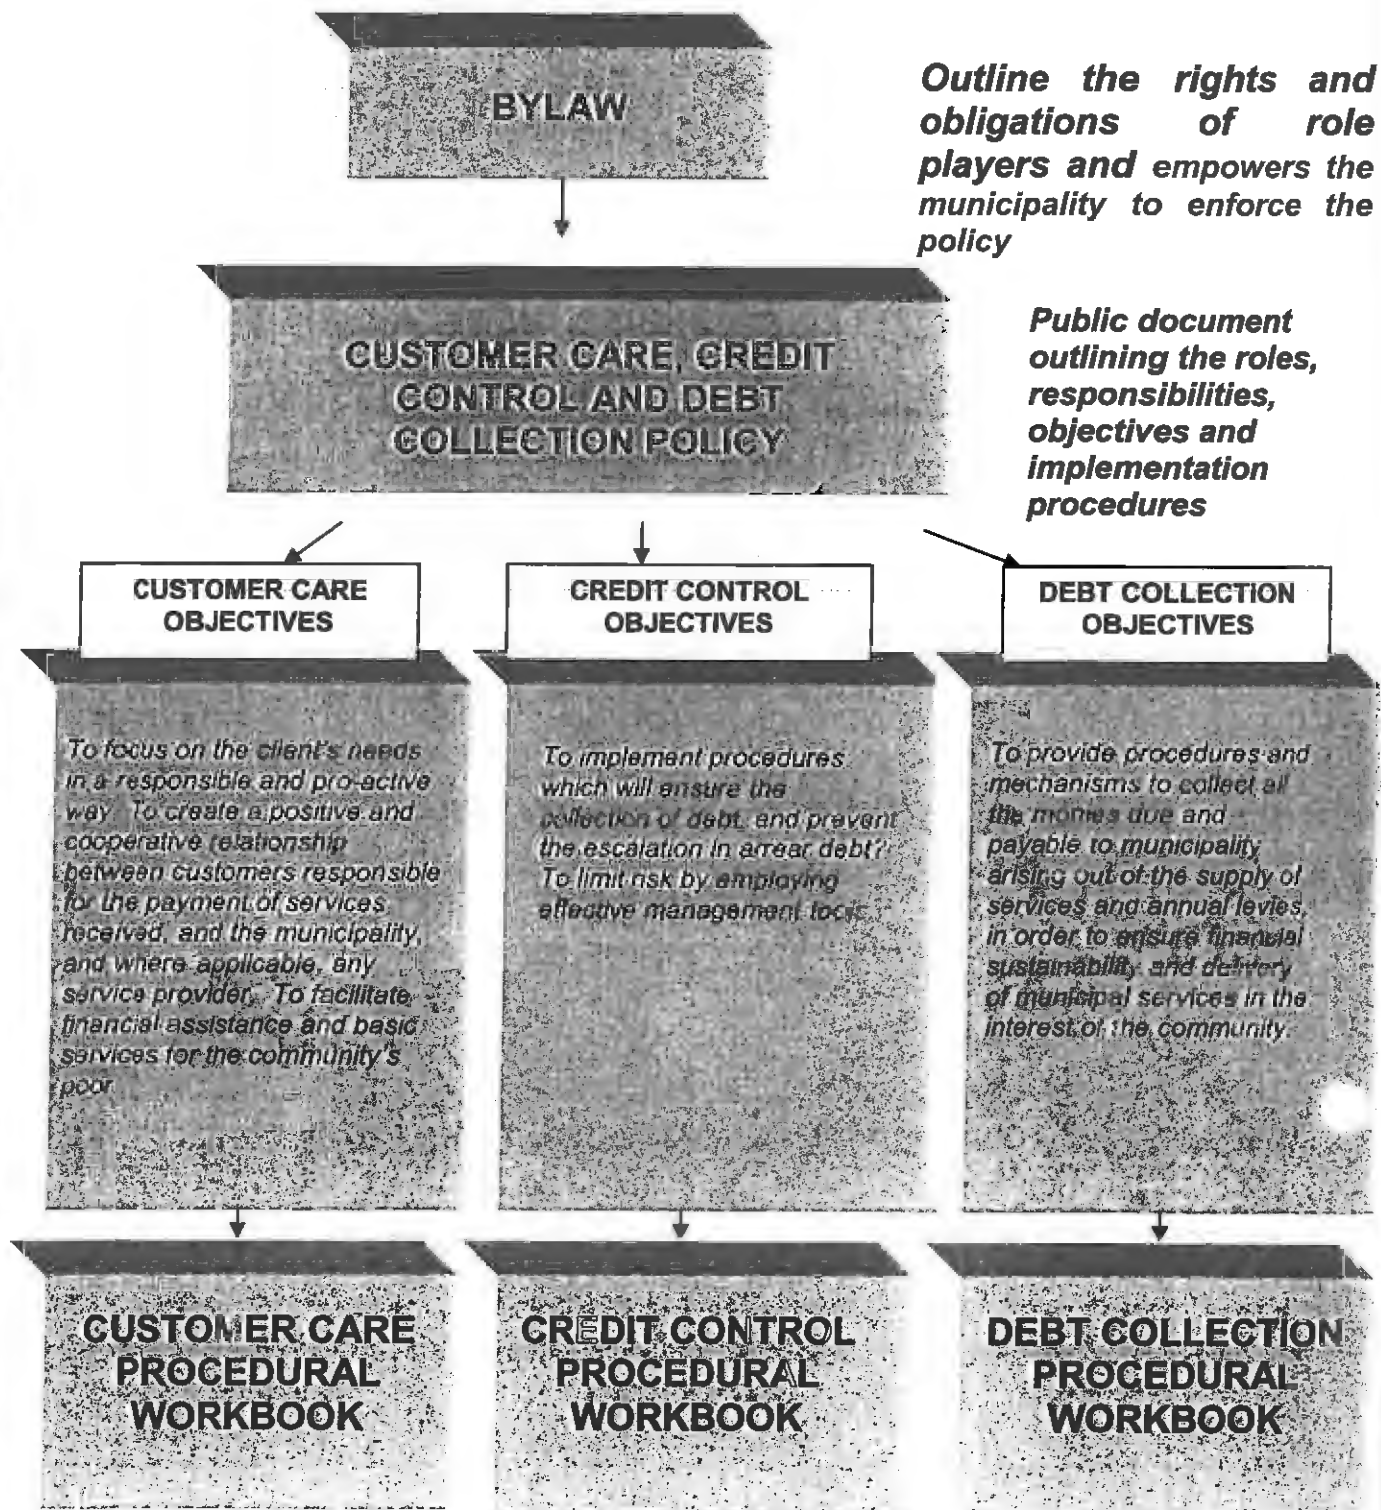 BYLAW
Outline the rights and
obligations of role
players and empowers the
municipality to enforce the
policy
CUSTOMER CARE, CREDIT
CONTROL AND DEBT
COLLECTION POLICY
Public document
outlining the roles,
responsibilities,
objectives and
implementation
procedures
CUSTOMER CARE
OBJECTIVES
To focus on the client's needs
in a responsible and pro-active
way. To create a positive and
cooperative relationship
between customers responsible
for the payment of services
received, and the municipality,
and where applicable, any
service provider. To facilitate
financial assistance and basic
services for the community's
poor
CREDIT CONTROL
OBJECTIVES
To implement procedures
which will ensure the
collection of debt, and prevent
the escalation in arrear debt?
To limit risk by employing
effective management tools
DEBT COLLECTION
OBJECTIVES
To provide procedures and
mechanisms to collect all
the monies due and
payable to municipality
arising out of the supply of
services and annual levies,
in order to ensure financial
sustainability and delivery
of municipal services in the
interest of the community.
CUSTOMER CARE
PROCEDURAL
WORKBOOK
CREDIT CONTROL
PROCEDURAL
WORKBOOK
DEBT COLLECTION
PROCEDURAL
WORKBOOK